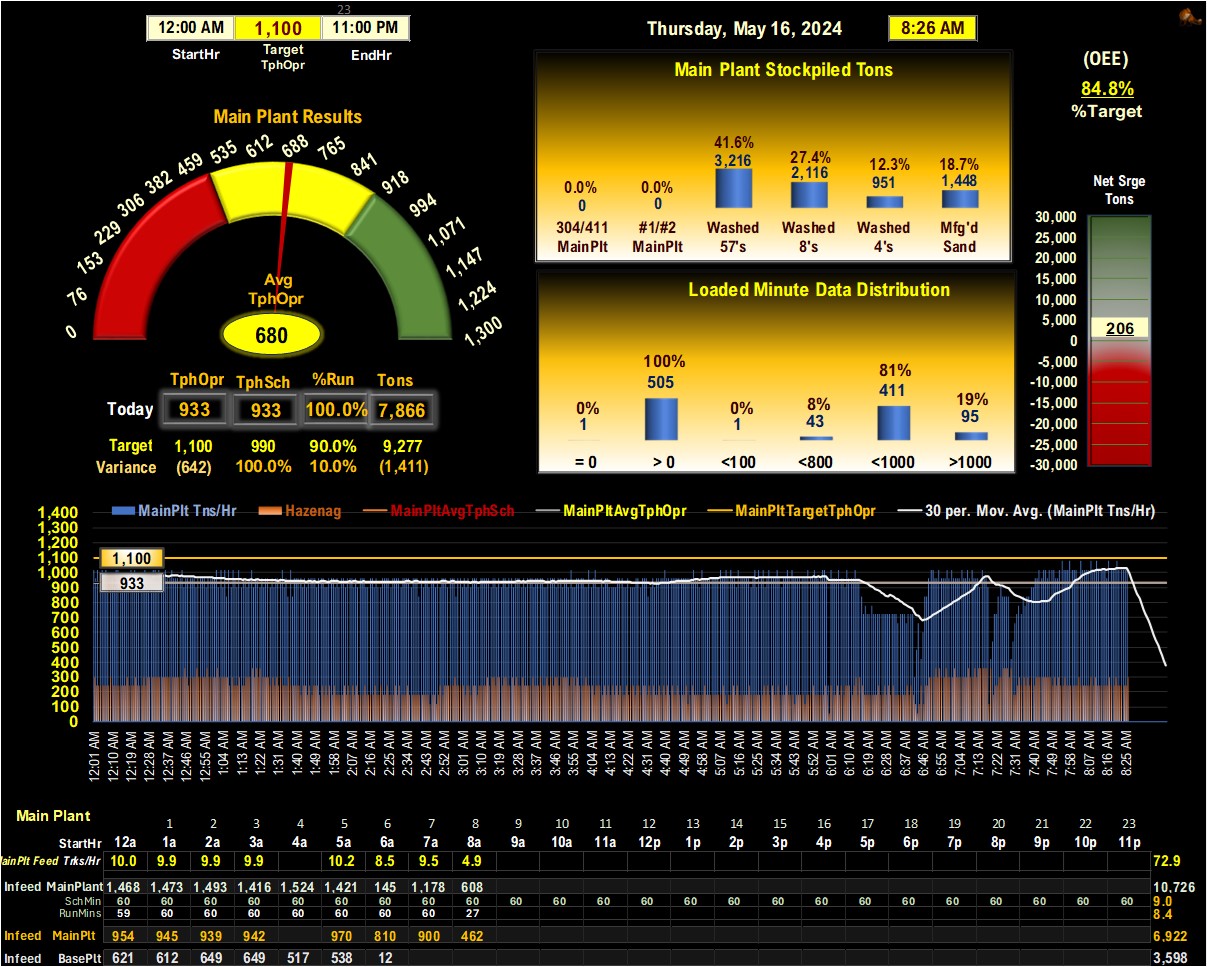 23
12:00 AM 1,100 11:00 PM
StartHr Target TphOpr EndHr
Thursday, May 16, 2024 8:26 AM
(OEE)
84.8%
%Target
Main Plant Results
0 76 153 229 306 382 459 535 612 688 765 841 918 994 1,071 1,147 1,224 1,300
Avg
TphOpr
680
TphOpr TphSch %Run Tons
Today 933 933 100.0% 7,866
Target 1,100 990 90.0% 9,277
Variance (642) 100.0% 10.0% (1,411)
Main Plant Stockpiled Tons
0.0% 0.0% 41.6% 27.4% 12.3% 18.7%
0 0 3,216 2,116 951 1,448
304/411 #1/#2 Washed Washed Washed Mfg'd
MainPlt MainPlt 57's 8's 4's Sand
Loaded Minute Data Distribution
0% 100% 0% 8% 81% 19%
1 505 1 43 411 95
= 0 > 0 <100 <800 <1000 >1000
Net Srge
Tons
30,000
25,000
20,000
15,000
10,000
5,000
206
0
-5,000
-10,000
-15,000
-20,000
-25,000
-30,000
MainPlt Tns/Hr Hazenag MainPltAvgTphSch MainPltAvgTphOpr MainPltTargetTphOpr 30 per. Mov. Avg. (MainPlt Tns/Hr)
1,400
1,300
1,200
1,100
1,000
900
800
700
600
500
400
300
200
100
0
1,100
933
12:01 AM 12:10 AM 12:19 AM 12:28 AM 12:37 AM 12:46 AM 12:55 AM 1:04 AM 1:13 AM 1:22 AM 1:31 AM 1:40 AM 1:49 AM 1:58 AM 2:07 AM 2:16 AM 2:25 AM 2:34 AM 2:43 AM 2:52 AM 3:01 AM 3:10 AM 3:19 AM 3:28 AM 3:37 AM 3:46 AM 3:55 AM 4:04 AM 4:13 AM 4:22 AM 4:31 AM 4:40 AM 4:49 AM 4:58 AM 5:07 AM 5:16 AM 5:25 AM 5:34 AM 5:43 AM 5:52 AM 6:01 AM 6:10 AM 6:19 AM 6:28 AM 6:37 AM 6:46 AM 6:55 AM 7:04 AM 7:13 AM 7:22 AM 7:31 AM 7:40 AM 7:49 AM 7:58 AM 8:07 AM 8:16 AM 8:25 AM
Main Plant
1 2 3 4 5 6 7 8 9 10 11 12 13 14 15 16 17 18 19 20 21 22 23
StartHr 12a 1a 2a 3a 4a 5a 6a 7a 8a 9a 10a 11a 12p 1p 2p 3p 4p 5p 6p 7p 8p 9p 10p 11p
ainPlt Feed Trks/Hr 10.0 9.9 9.9 9.9 10.2 8.5 9.5 4.9 72.9
Infeed MainPlant 1,468 1,473 1,493 1,416 1,524 1,421 145 1,178 608 10,726
SchMin 60 60 60 60 60 60 60 60 60 60 60 60 60 60 60 60 60 60 60 60 60 60 60 60 9.0
RunMins 59 60 60 60 60 60 60 60 27 8.4
Infeed MainPlt 954 945 939 942 970 810 900 462 6,922
Infeed BasePlt 621 612 649 649 517 538 12 3,598